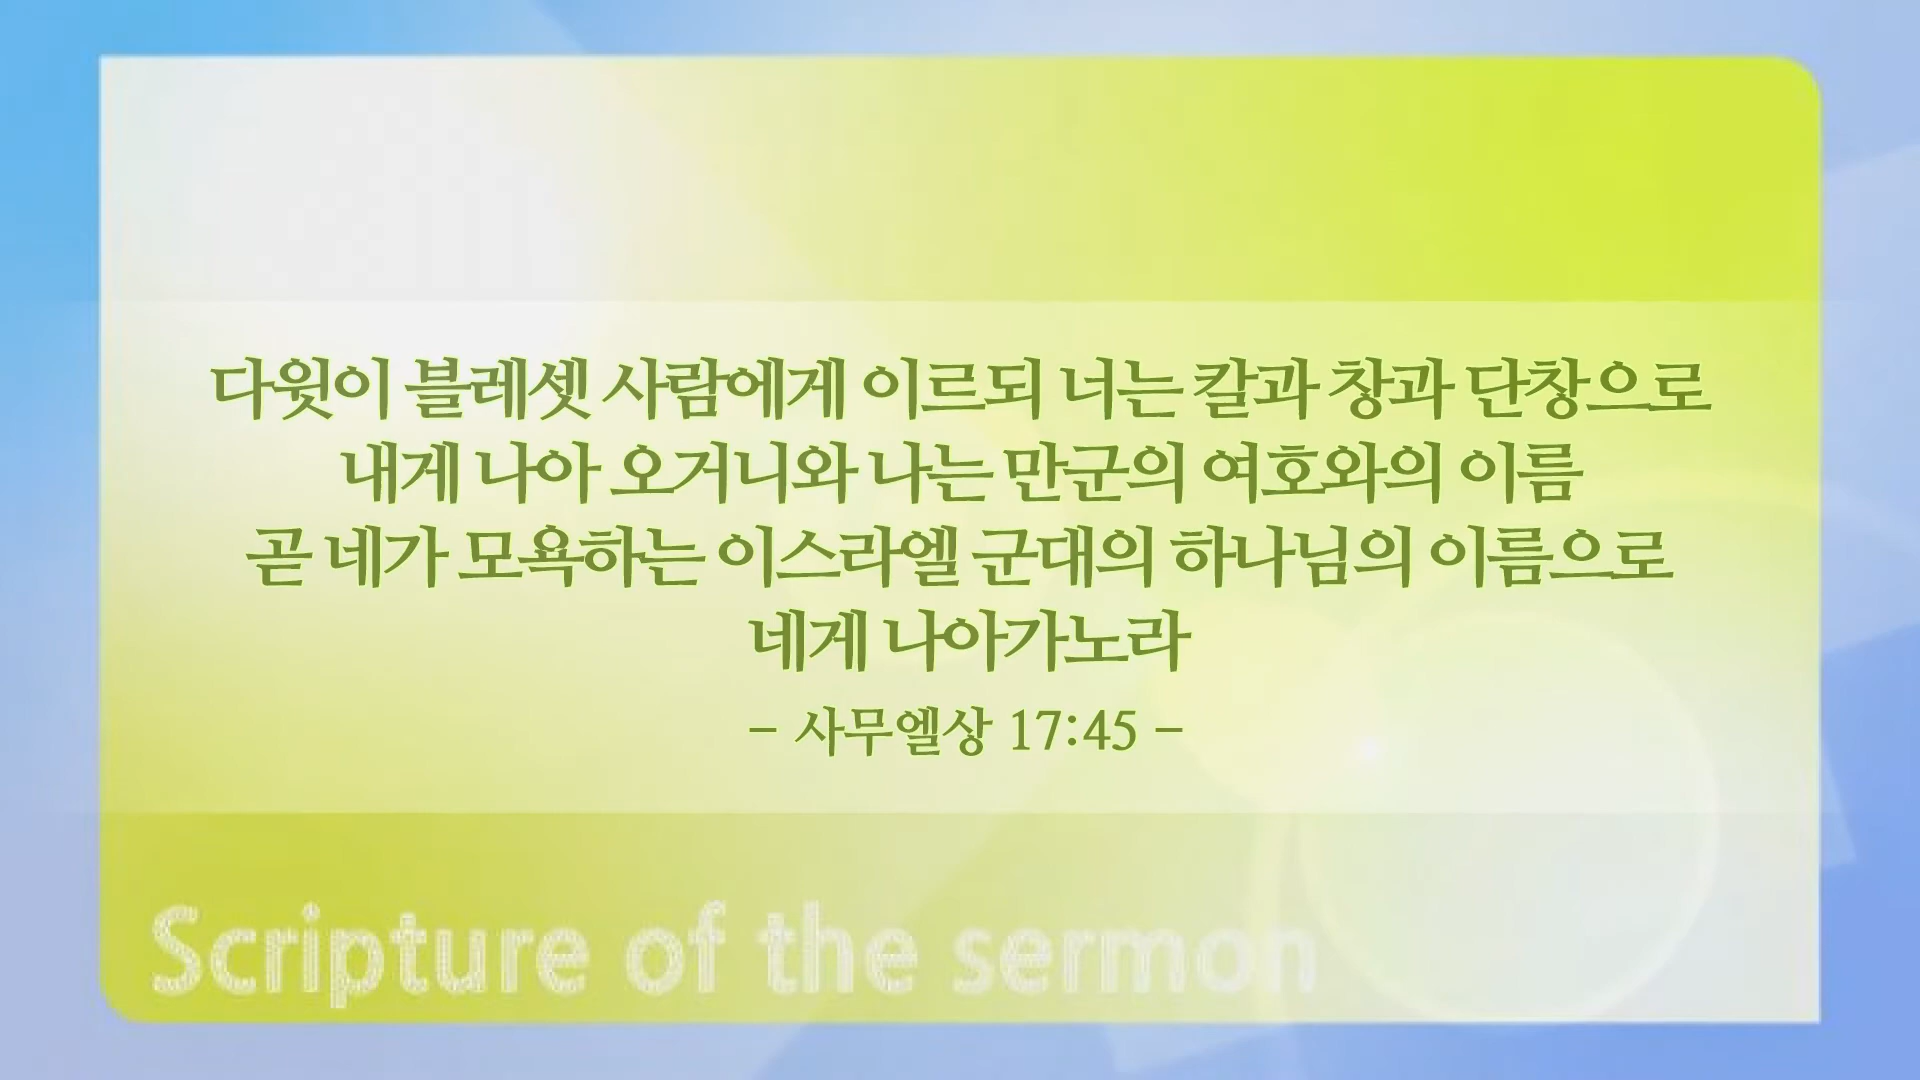 다윗이 블레셋 사람에게 이르되 너는 칼과 창과 단창으로
내게 나아 오거니와 나는 만군의 여호와의 이름
곧 네가 모욕하는 이스라엘 군대의 하나님의 이름으로
네게 나아가노라
- 사무엘상 17:45 -
Scripture of the sermon